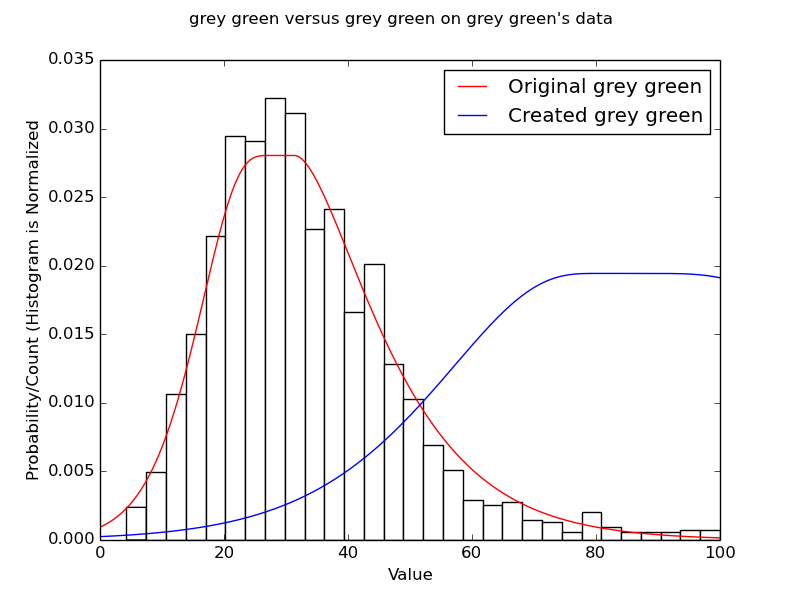 grey green versus grey green on grey green's data
0.035
0.030
0.025
0.020
0.015
0.010
0.005
0.000
Probability/Count (Histogram is Normalized
Original grey green
Created grey green
0 20 40 60 80 100
Value